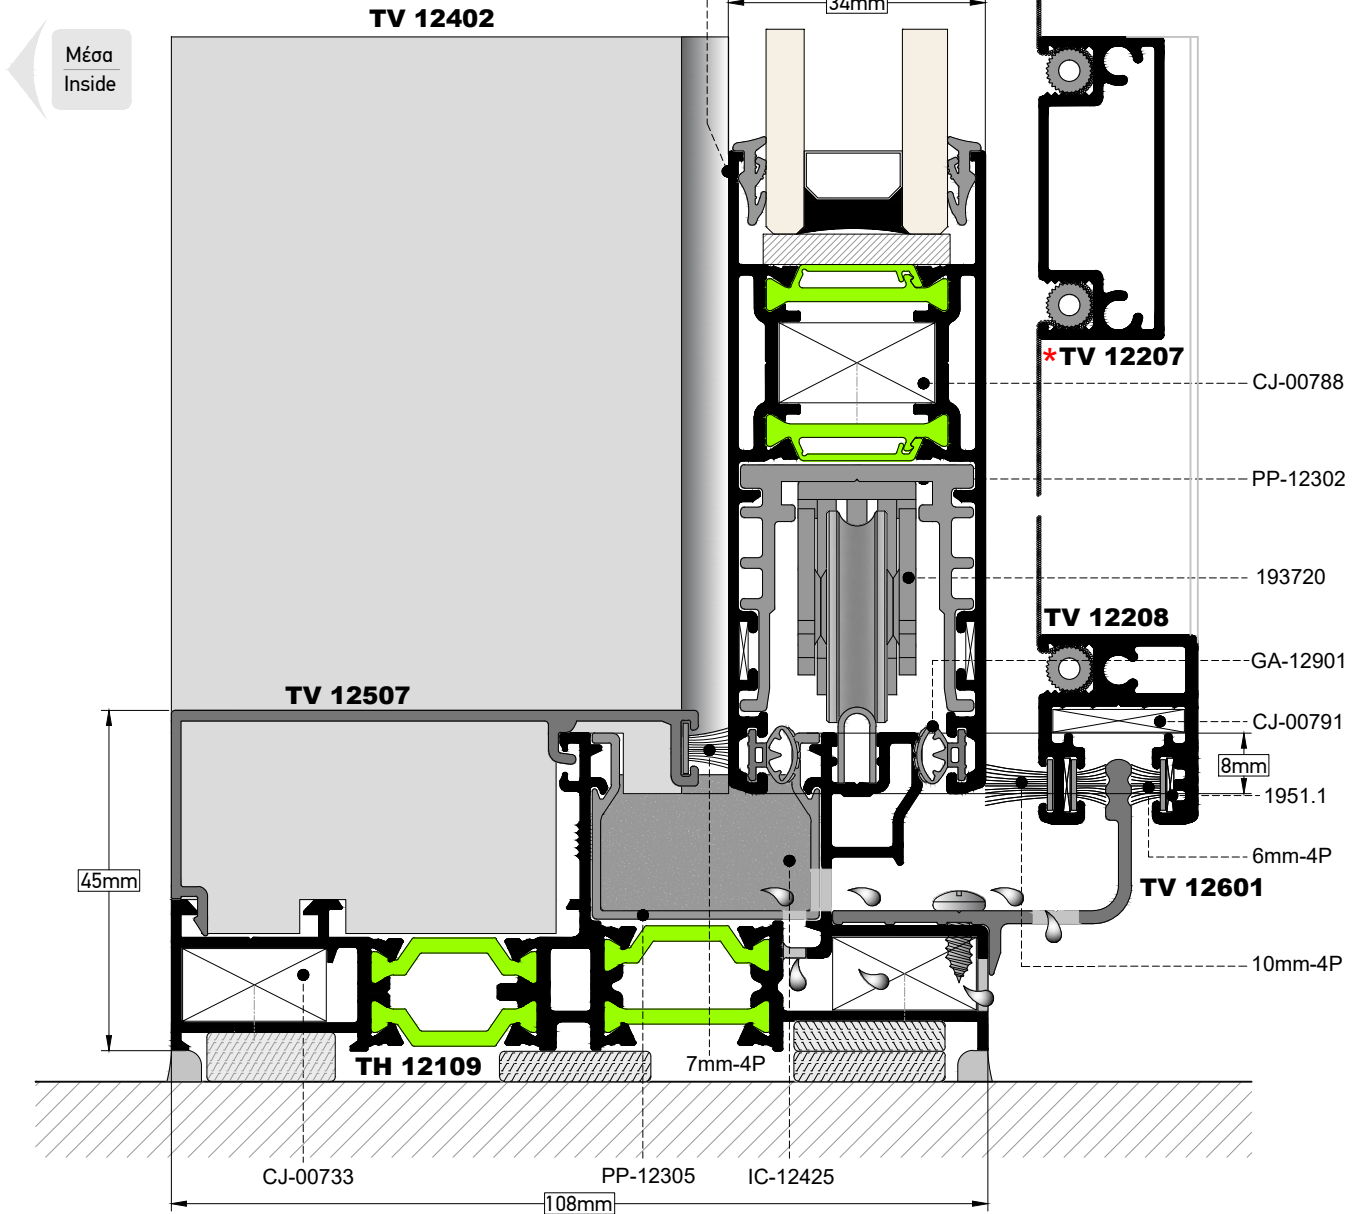 34mm
TV 12402
Μέσα
Inside
*TV 12207
CJ-00788
PP-12302
193720
TV 12208
GA-12901
TV 12507
CJ-00791
8mm
1951.1
6mm-4P
45mm
TV 12601
10mm-4P
TH 12109
7mm-4P
CJ-00733
PP-12305
IC-12425
108mm